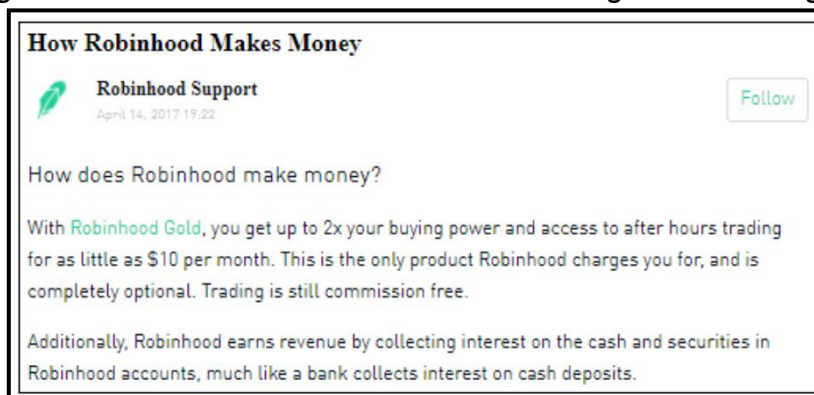 How Robinhood Makes Money
Robinhood Support
April 14, 2017 19:22
Follow
How does Robinhood make money?
With Robinhood Gold, you get up to 2x your buying power and access to after hours trading
for as little as $10 per month. This is the only product Robinhood charges you for, and is
completely optional. Trading is still commission free.
Additionally, Robinhood earns revenue by collecting interest on the cash and securities in
Robinhood accounts, much like a bank collects interest on cash deposits.